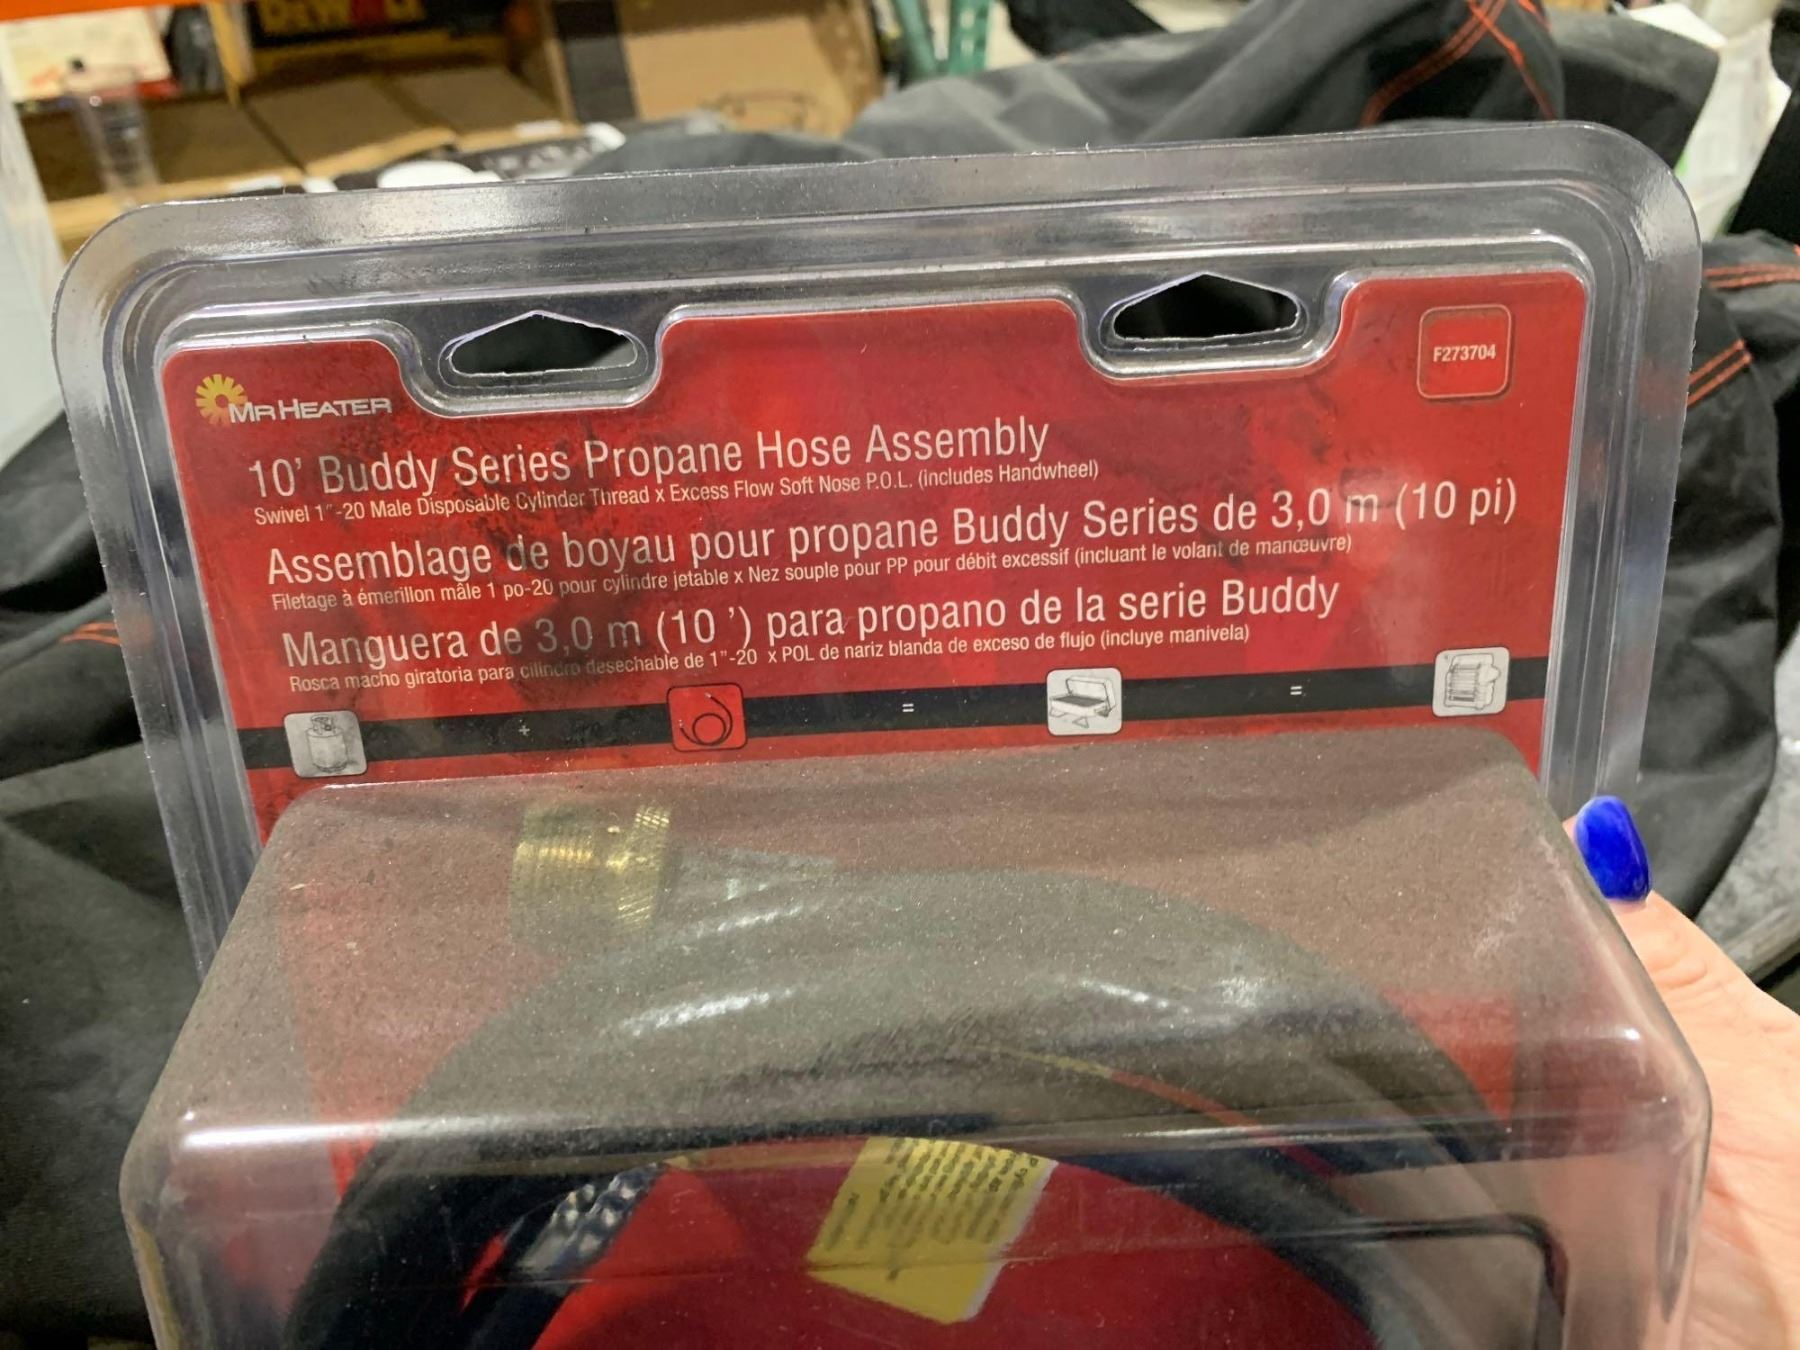 DEWALT
MR HEATER
F273704
10' Buddy Series Propane Hose Assembly
Swivel 1"-20 Male Disposable Cylinder Thread x Excess Flow Soft Nose P.O.L. (includes Handwheel)
Assemblage de boyau pour propane Buddy Series de 3,0 m (10 pi)
Filetage à émerillon mâle 1 po-20 pour cylindre jetable x Nez souple pour PP pour débit excessif (incluant le volant de manœuvre)
Manguera de 3,0 m (10 ') para propano de la serie Buddy
Rosca macho giratoria para cilindro desechable de 1"-20 x POL de nariz blanda de exceso de flujo (incluye manivela)
+ = =